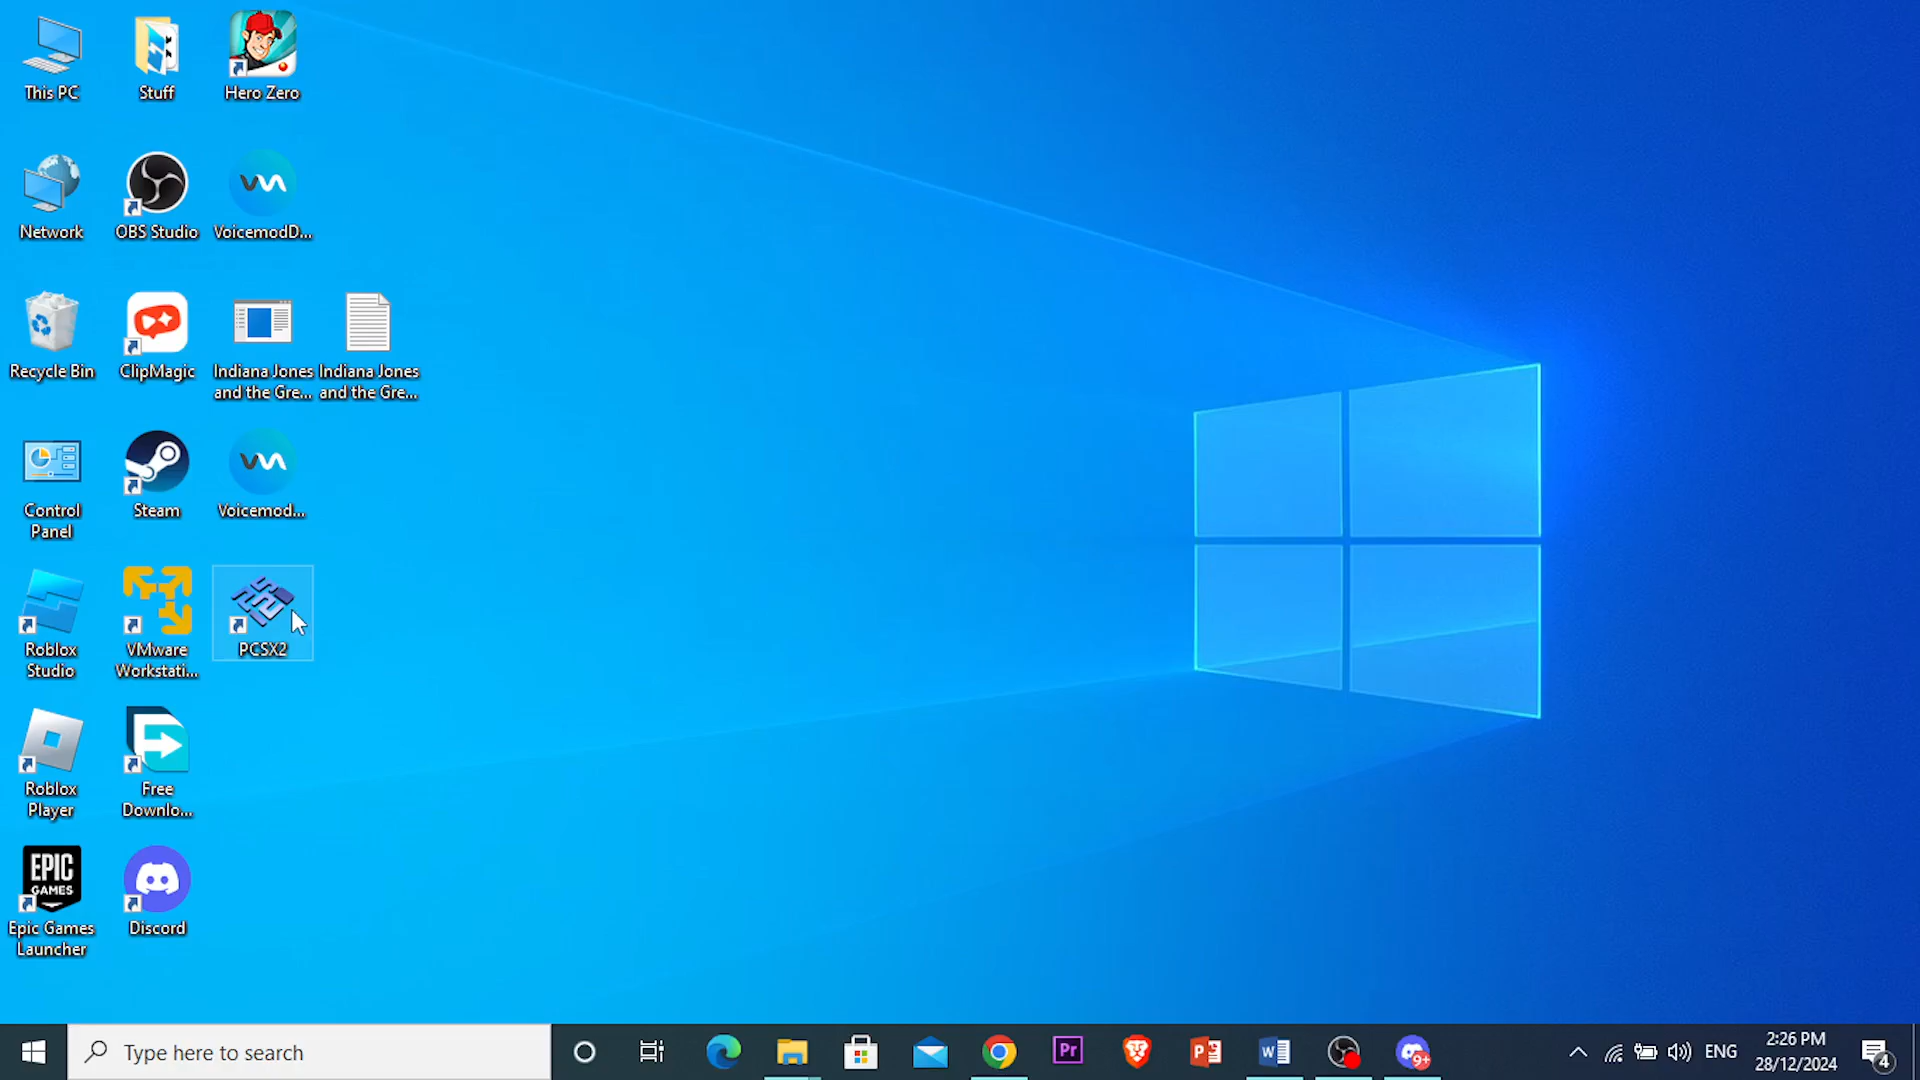 This PC
Stuff
Hero Zero
Network
OBS Studio
VoicemodD...
Recycle Bin
ClipMagic
Indiana Jones
and the Gre...
Indiana Jones
and the Gre...
Control
Panel
Steam
Voicemod...
Roblox
Studio
VMware
Workstati...
PCSX2
Roblox
Player
Free
Downlo...
EPIC
GAMES
Epic Games
Launcher
Discord
Type here to search
Pr
9+
ENG
2:26 PM
28/12/2024
4